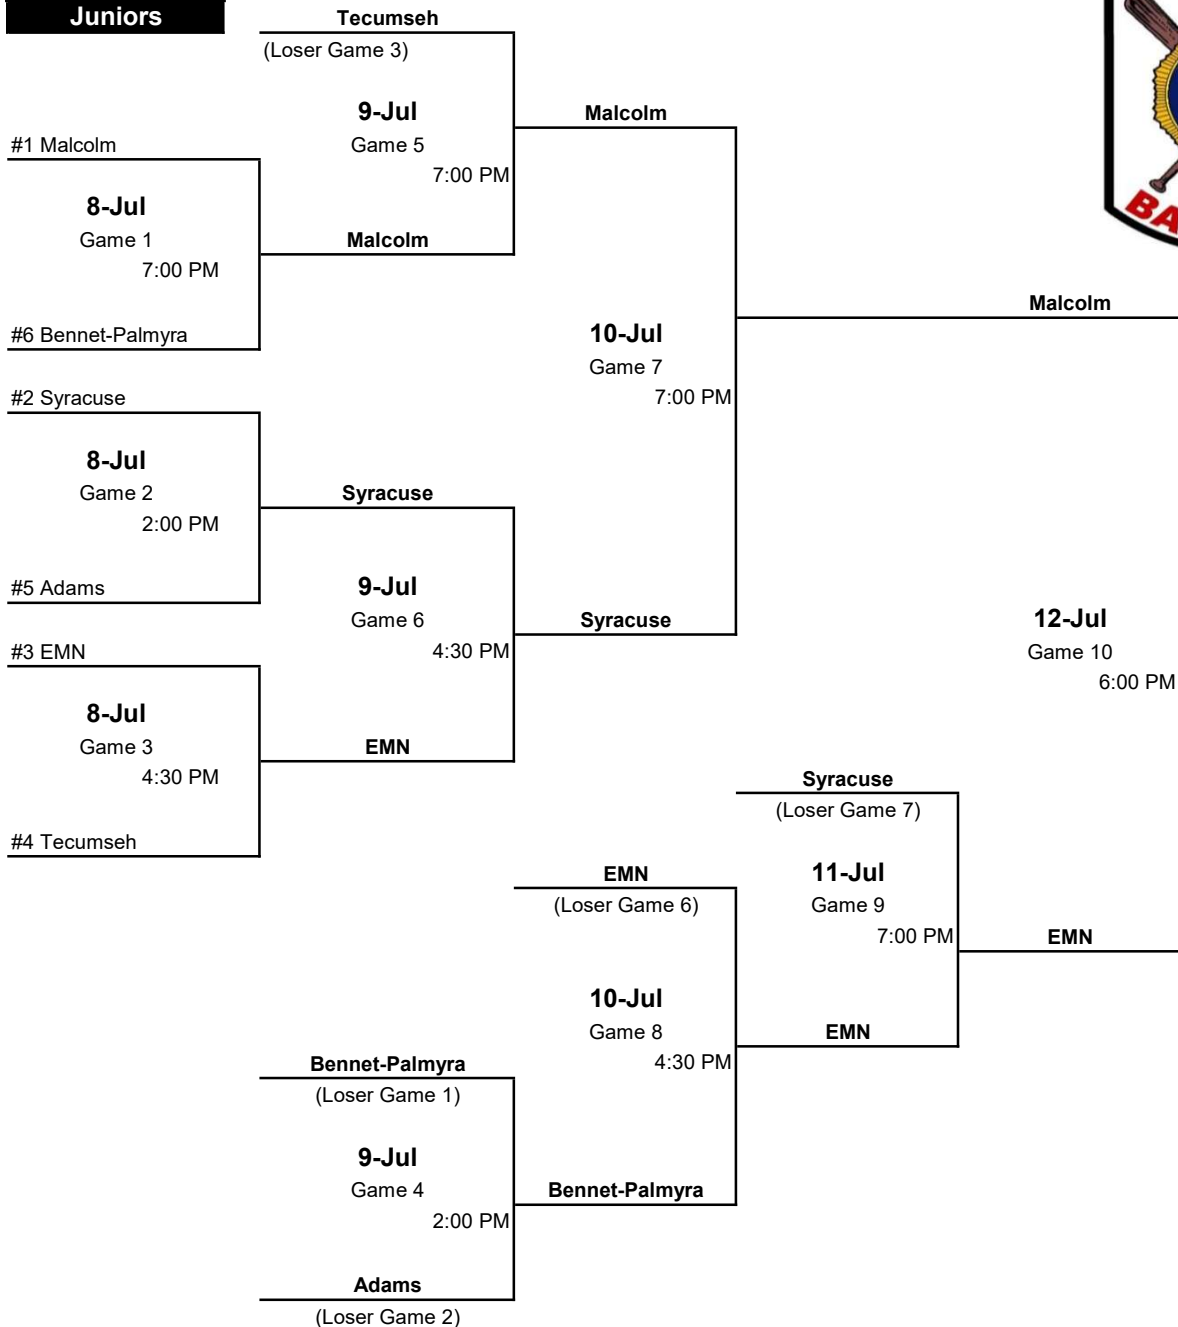 Juniors
Tecumseh
(Loser Game 3)
9-Jul
Game 5
7:00 PM
Malcolm
#1 Malcolm
8-Jul
Game 1
7:00 PM
Malcolm
#6 Bennet-Palmyra
10-Jul
Game 7
7:00 PM
Malcolm
#2 Syracuse
8-Jul
Game 2
2:00 PM
Syracuse
#5 Adams
9-Jul
Game 6
4:30 PM
Syracuse
12-Jul
Game 10
6:00 PM
#3 EMN
8-Jul
Game 3
4:30 PM
EMN
#4 Tecumseh
Syracuse
(Loser Game 7)
EMN
(Loser Game 6)
11-Jul
Game 9
7:00 PM
EMN
10-Jul
Game 8
4:30 PM
EMN
Bennet-Palmyra
(Loser Game 1)
9-Jul
Game 4
2:00 PM
Bennet-Palmyra
Adams
(Loser Game 2)